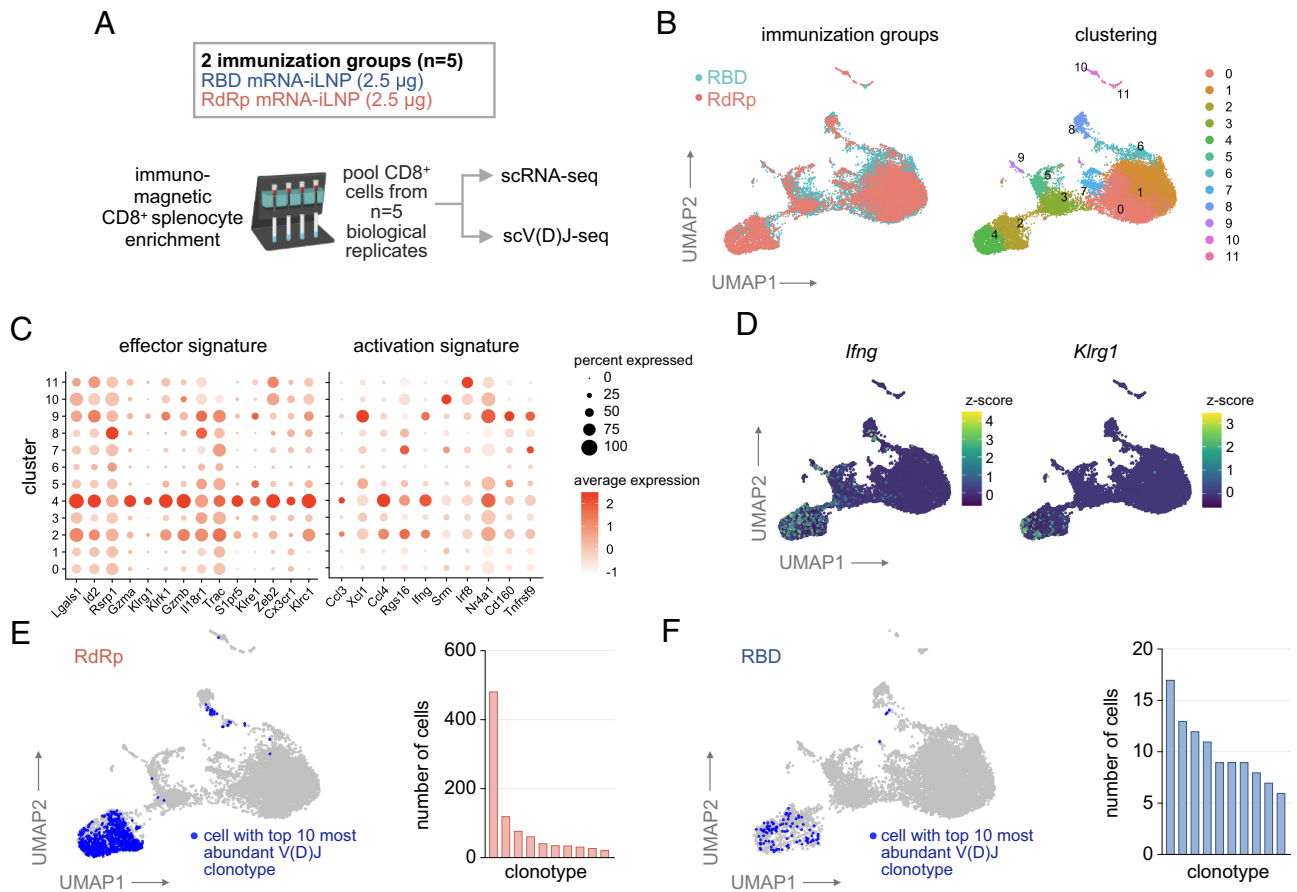 A
2 immunization groups (n=5)
RBD mRNA-iLNP (2.5 µg)
RdRp mRNA-iLNP (2.5 µg)
immuno-
magnetic
CD8⁺ splenocyte
enrichment
pool CD8⁺
cells from
n=5
biological
replicates
scRNA-seq
scV(D)J-seq
B
immunization groups
RBD
RdRp
UMAP2
UMAP1
clustering
10
11
8
6
9
5
7
1
3
0
2
4
0
1
2
3
4
5
6
7
8
9
10
11
C
effector signature
activation signature
cluster
11
10
9
8
7
6
5
4
3
2
1
0
Lgals1
Id2
Rsrp1
Gzma
Klrg1
Klrk1
Gzmb
Il18r1
Trac
S1pr5
Klre1
Zeb2
Cx3cr1
Klrc1
Ccl3
Xcl1
Ccl4
Rgs16
Ifng
Srm
Irf8
Nr4a1
Cd160
Tnfrsf9
percent expressed
0
25
50
75
100
average expression
2
1
0
-1
D
Ifng
z-score
4
3
2
1
0
Klrg1
z-score
3
2
1
0
UMAP2
UMAP1
E
RdRp
UMAP2
UMAP1
cell with top 10 most
abundant V(D)J
clonotype
number of cells
600
400
200
0
clonotype
F
RBD
UMAP2
UMAP1
cell with top 10 most
abundant V(D)J
clonotype
number of cells
20
15
10
5
0
clonotype